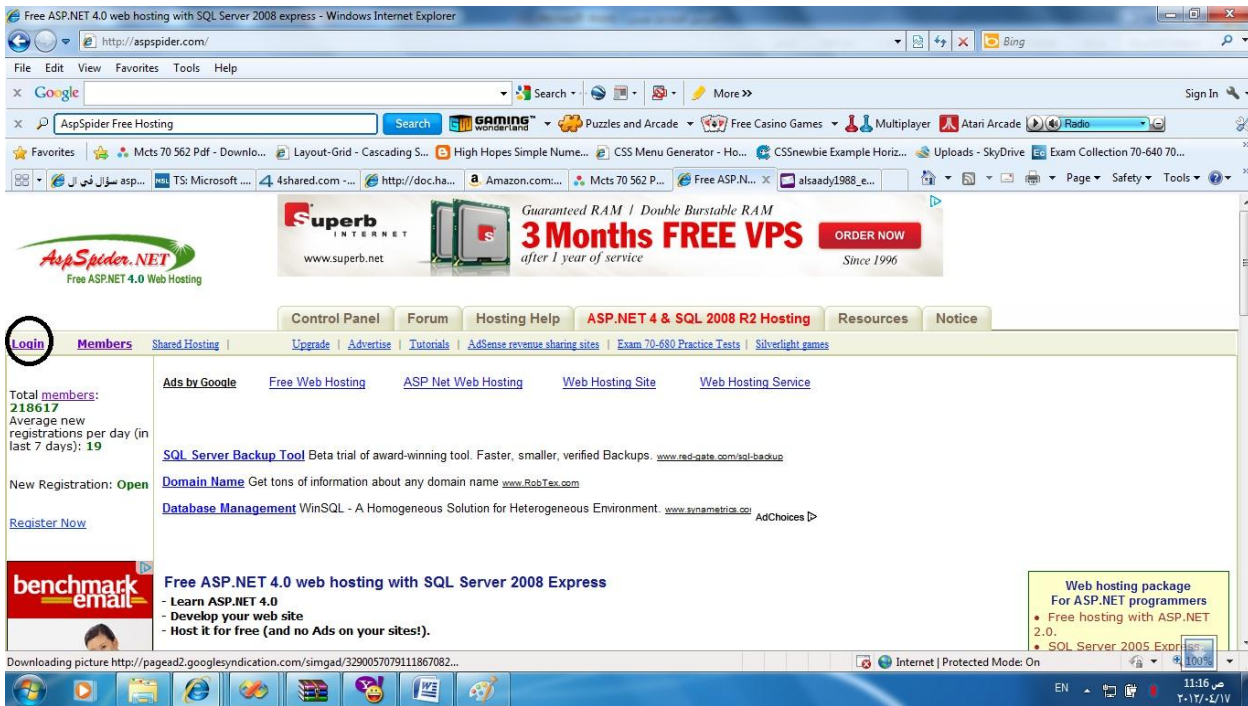 Free ASP.NET 4.0 web hosting with SQL Server 2008 express - Windows Internet Explorer
http://aspspider.com/
Bing
File Edit View Favorites Tools Help
x Google Search More >> Sign In
x AspSpider Free Hosting Search GAMING wonderland Puzzles and Arcade Free Casino Games Multiplayer Atari Arcade Radio
Favorites Mcts 70 562 Pdf - Downlo... Layout-Grid - Cascading S... High Hopes Simple Nume... CSS Menu Generator - Ho... CSSnewbie Example Horiz... Uploads - SkyDrive Exam Collection 70-640 70...
سؤال في ال asp... TS: Microsoft .... 4shared.com -... http://doc.ha... Amazon.com:... Mcts 70 562 P... Free ASP.N... x alsaady1988_e... Page Safety Tools
Superb
INTERNET
www.superb.net
Guaranteed RAM / Double Burstable RAM
3 Months FREE VPS
after 1 year of service
ORDER NOW
Since 1996
AspSpider.NET
Free ASP.NET 4.0 Web Hosting
Control Panel Forum Hosting Help ASP.NET 4 & SQL 2008 R2 Hosting Resources Notice
Login Members Shared Hosting | Upgrade | Advertise | Tutorials | AdSense revenue sharing sites | Exam 70-680 Practice Tests | Silverlight games
Total members:
218617
Average new
registrations per day (in
last 7 days): 19
New Registration: Open
Register Now
Ads by Google Free Web Hosting ASP Net Web Hosting Web Hosting Site Web Hosting Service
SQL Server Backup Tool Beta trial of award-winning tool. Faster, smaller, verified Backups. www.red-gate.com/sql-backup
Domain Name Get tons of information about any domain name www.RobTex.com
Database Management WinSQL - A Homogeneous Solution for Heterogeneous Environment. www.synametrics.co
AdChoices
benchmark
email
Free ASP.NET 4.0 web hosting with SQL Server 2008 Express
- Learn ASP.NET 4.0
- Develop your web site
- Host it for free (and no Ads on your sites!).
Web hosting package
For ASP.NET programmers
• Free hosting with ASP.NET
2.0.
• SQL Server 2005 Express.
Downloading picture http://pagead2.googlesyndication.com/simgad/3290057079111867082...
Internet | Protected Mode: On
100%
EN
11:16 ص
٢٠١٢/٠٤/١٧